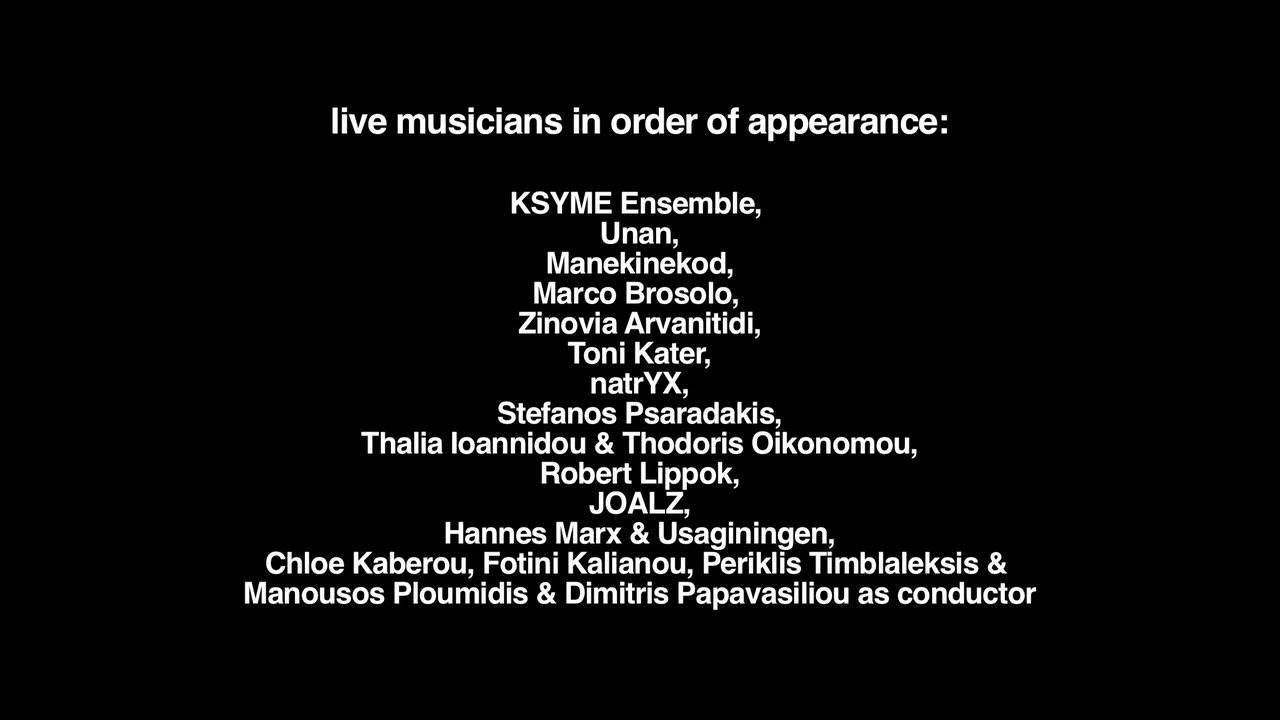 live musicians in order of appearance:
KSYME Ensemble,
Unan,
Manekinekod,
Marco Brosolo,
Zinovia Arvanitidi,
Toni Kater,
natrYX,
Stefanos Psaradakis,
Thalia Ioannidou & Thodoris Oikonomou,
Robert Lippok,
JOALZ,
Hannes Marx & Usaginingen,
Chloe Kaberou, Fotini Kalianou, Periklis Timblaleksis &
Manousos Ploumidis & Dimitris Papavasiliou as conductor